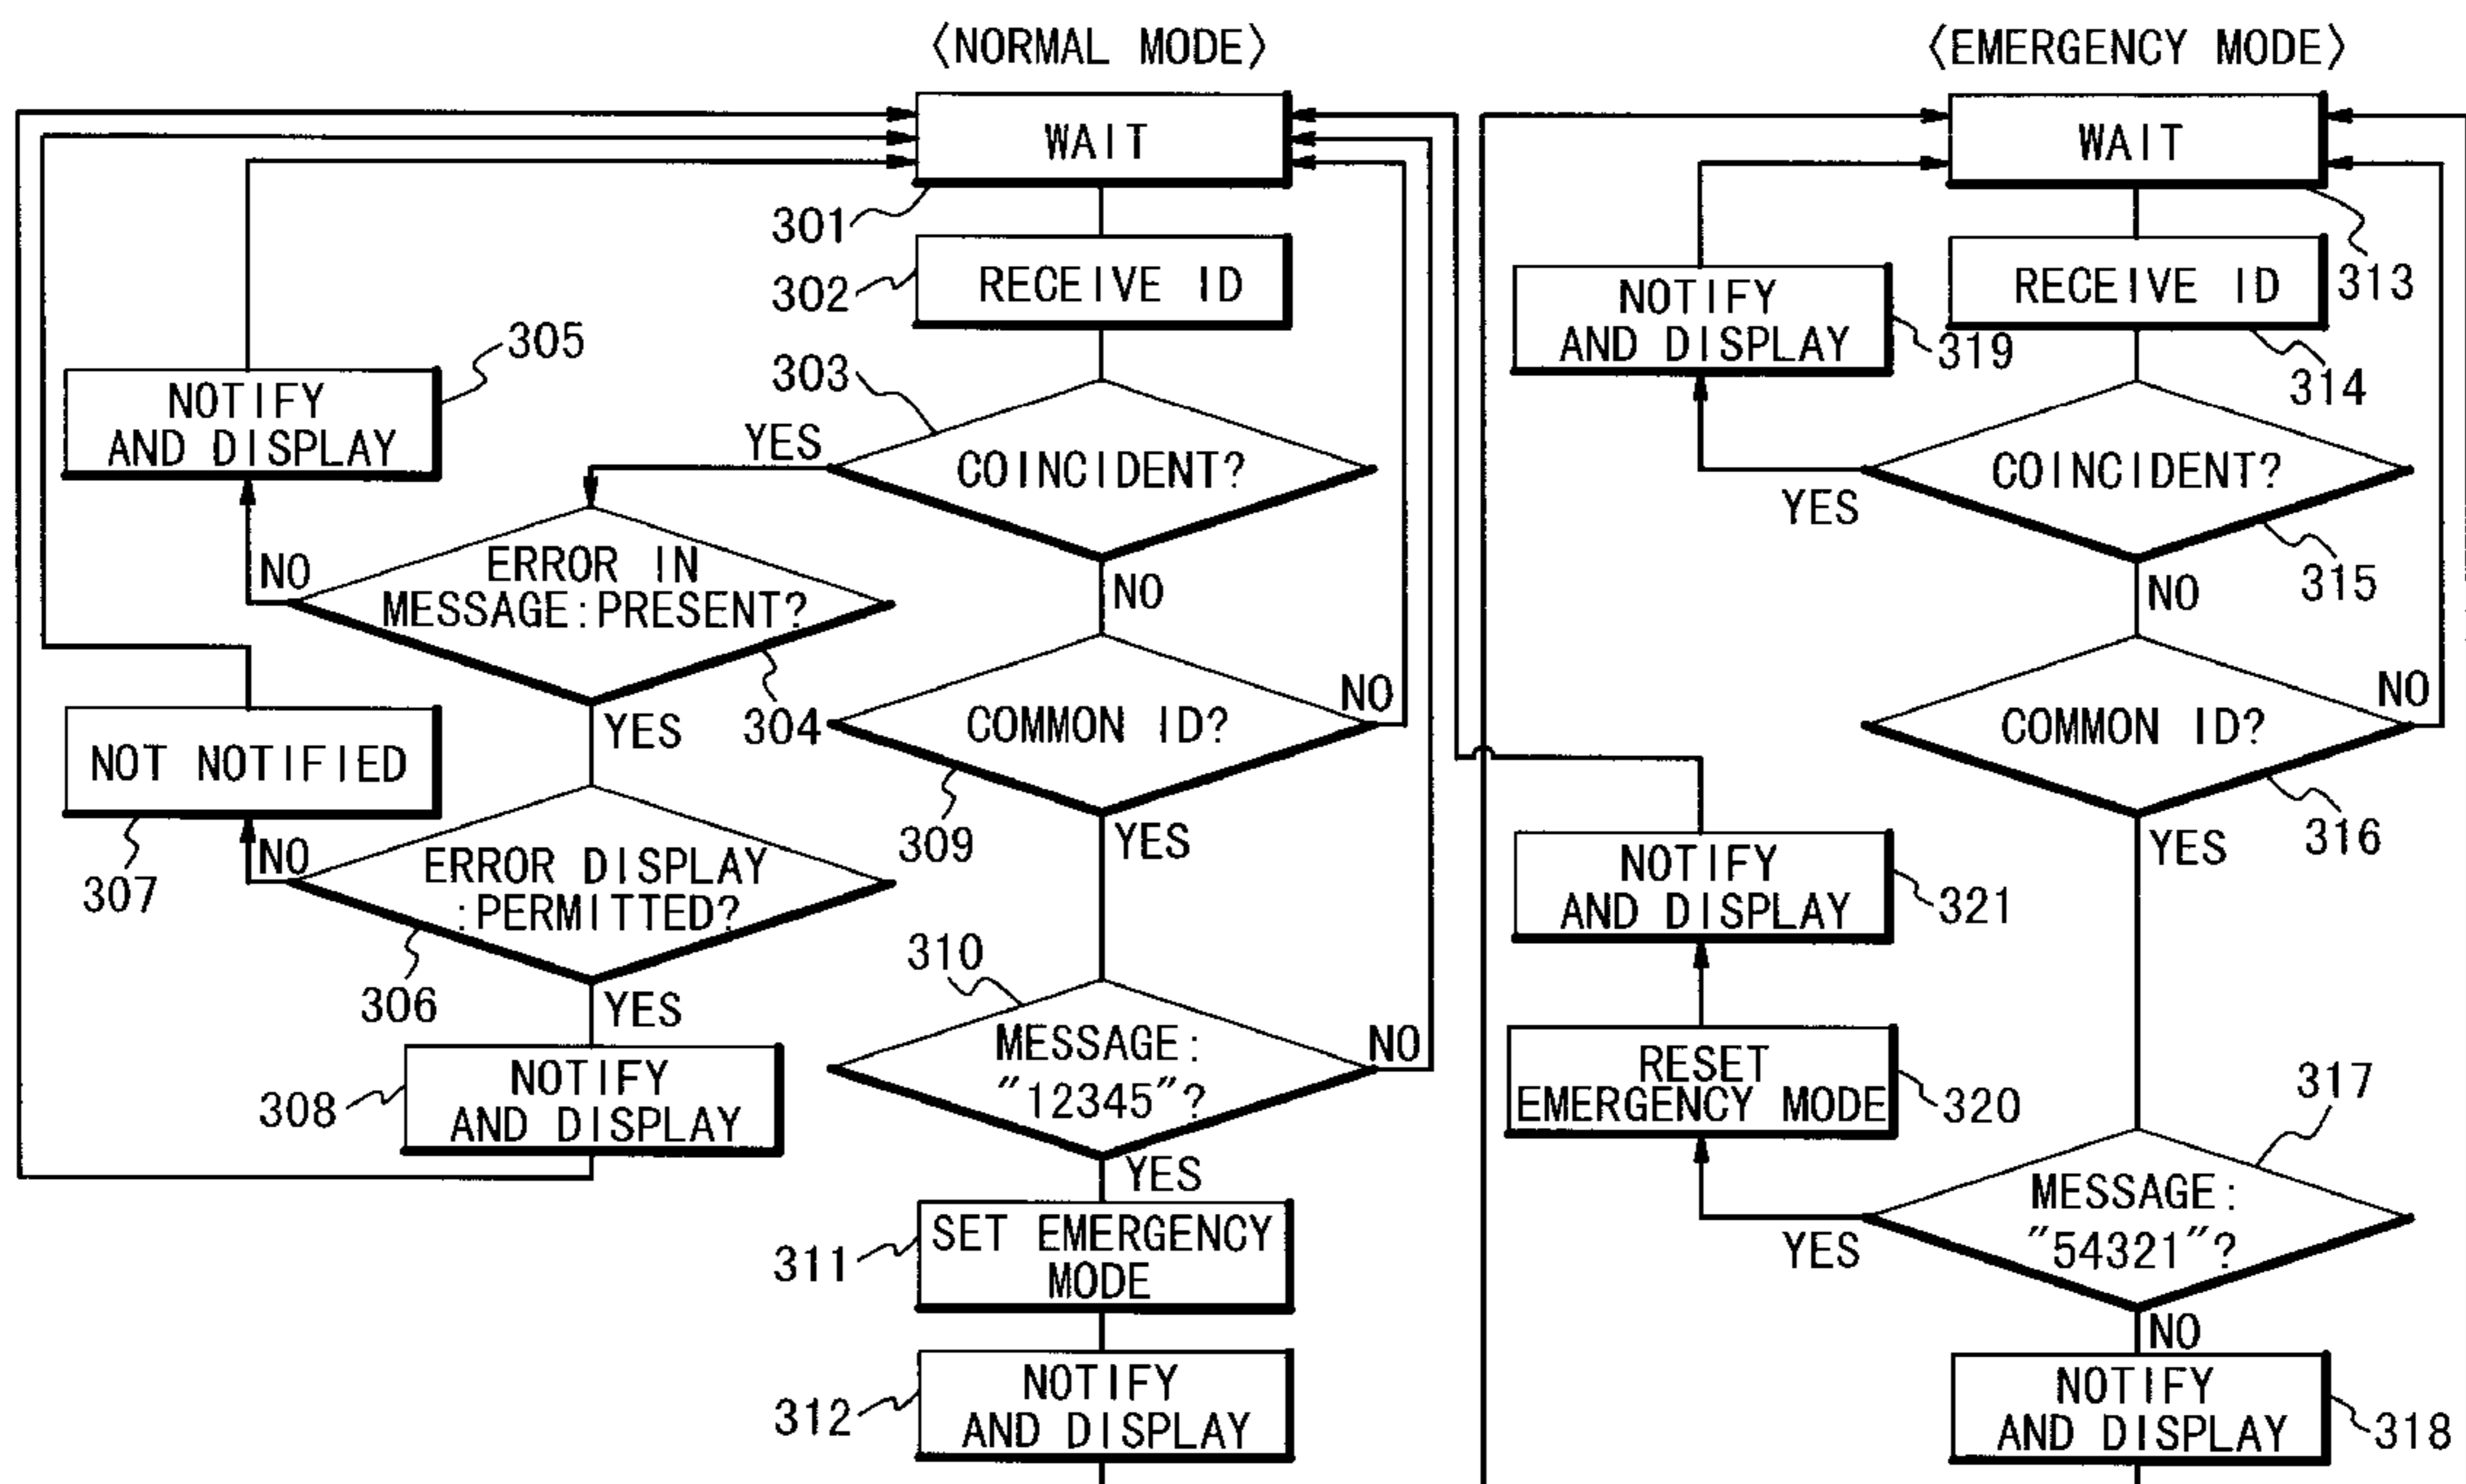 〈NORMAL MODE〉
WAIT
301
RECEIVE ID
302
303
COINCIDENT?
YES
NO
305
NOTIFY
AND DISPLAY
NO
ERROR IN
MESSAGE:PRESENT?
304
YES
NOT NOTIFIED
307
NO
ERROR DISPLAY
:PERMITTED?
306
YES
308
NOTIFY
AND DISPLAY
COMMON ID?
NO
309
YES
310
MESSAGE:
"12345"?
NO
YES
311
SET EMERGENCY
MODE
312
NOTIFY
AND DISPLAY
〈EMERGENCY MODE〉
WAIT
313
RECEIVE ID
314
NOTIFY
AND DISPLAY
319
COINCIDENT?
YES
315
NO
COMMON ID?
NO
316
YES
NOTIFY
AND DISPLAY
321
RESET
EMERGENCY MODE
320
317
MESSAGE:
"54321"?
YES
NO
NOTIFY
AND DISPLAY
318